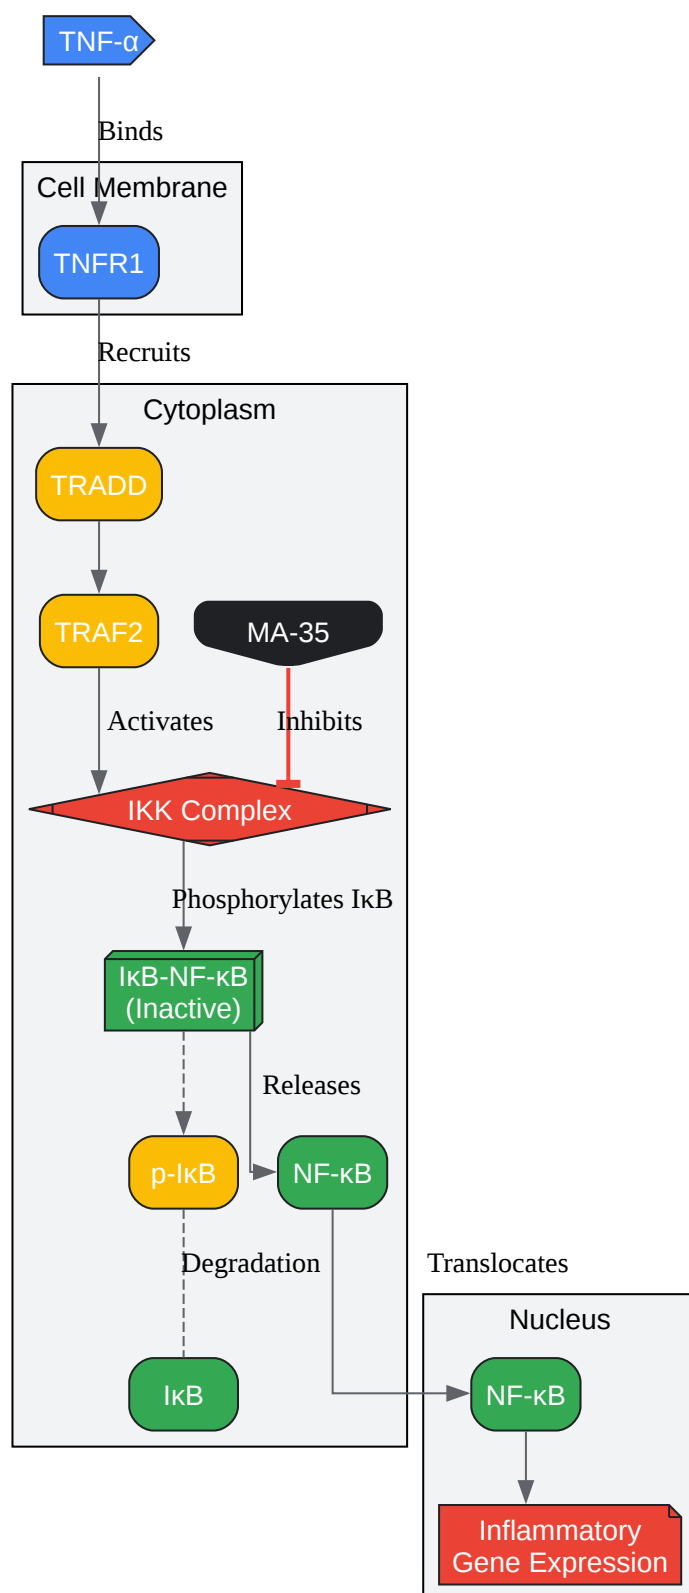 TNF-α
Binds
Cell Membrane
TNFR1
Recruits
Cytoplasm
TRADD
TRAF2
MA-35
Activates
Inhibits
IKK Complex
Phosphorylates IκB
IκB-NF-κB
(Inactive)
Releases
p-IκB
NF-κB
Degradation
Translocates
Nucleus
IκB
NF-κB
Inflammatory
Gene Expression